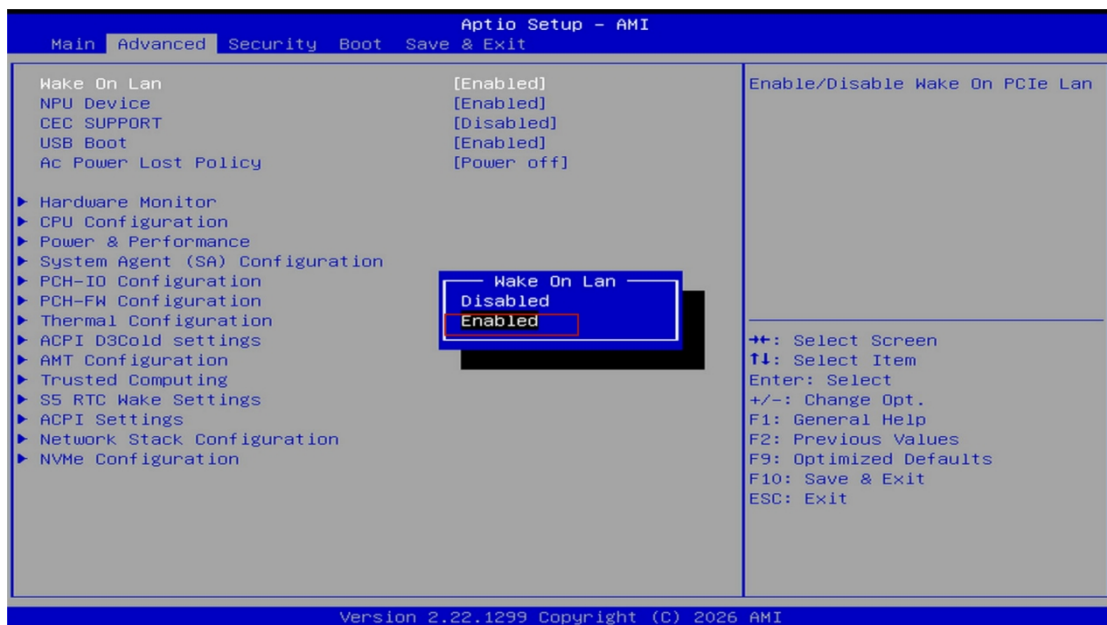 Aptio Setup - AMI
Main Advanced Security Boot Save & Exit
Wake On Lan [Enabled] Enable/Disable Wake On PCIe Lan
NPU Device [Enabled]
CEC SUPPORT [Disabled]
USB Boot [Enabled]
Ac Power Lost Policy [Power off]
► Hardware Monitor
► CPU Configuration
► Power & Performance
► System Agent (SA) Configuration
► PCH-IO Configuration
► PCH-FW Configuration
► Thermal Configuration
► ACPI D3Cold settings
► AMT Configuration
► Trusted Computing
► S5 RTC Wake Settings
► ACPI Settings
► Network Stack Configuration
► NVMe Configuration
Wake On Lan
Disabled
Enabled
→←: Select Screen
↑↓: Select Item
Enter: Select
+/-: Change Opt.
F1: General Help
F2: Previous Values
F9: Optimized Defaults
F10: Save & Exit
ESC: Exit
Version 2.22.1299 Copyright (C) 2026 AMI